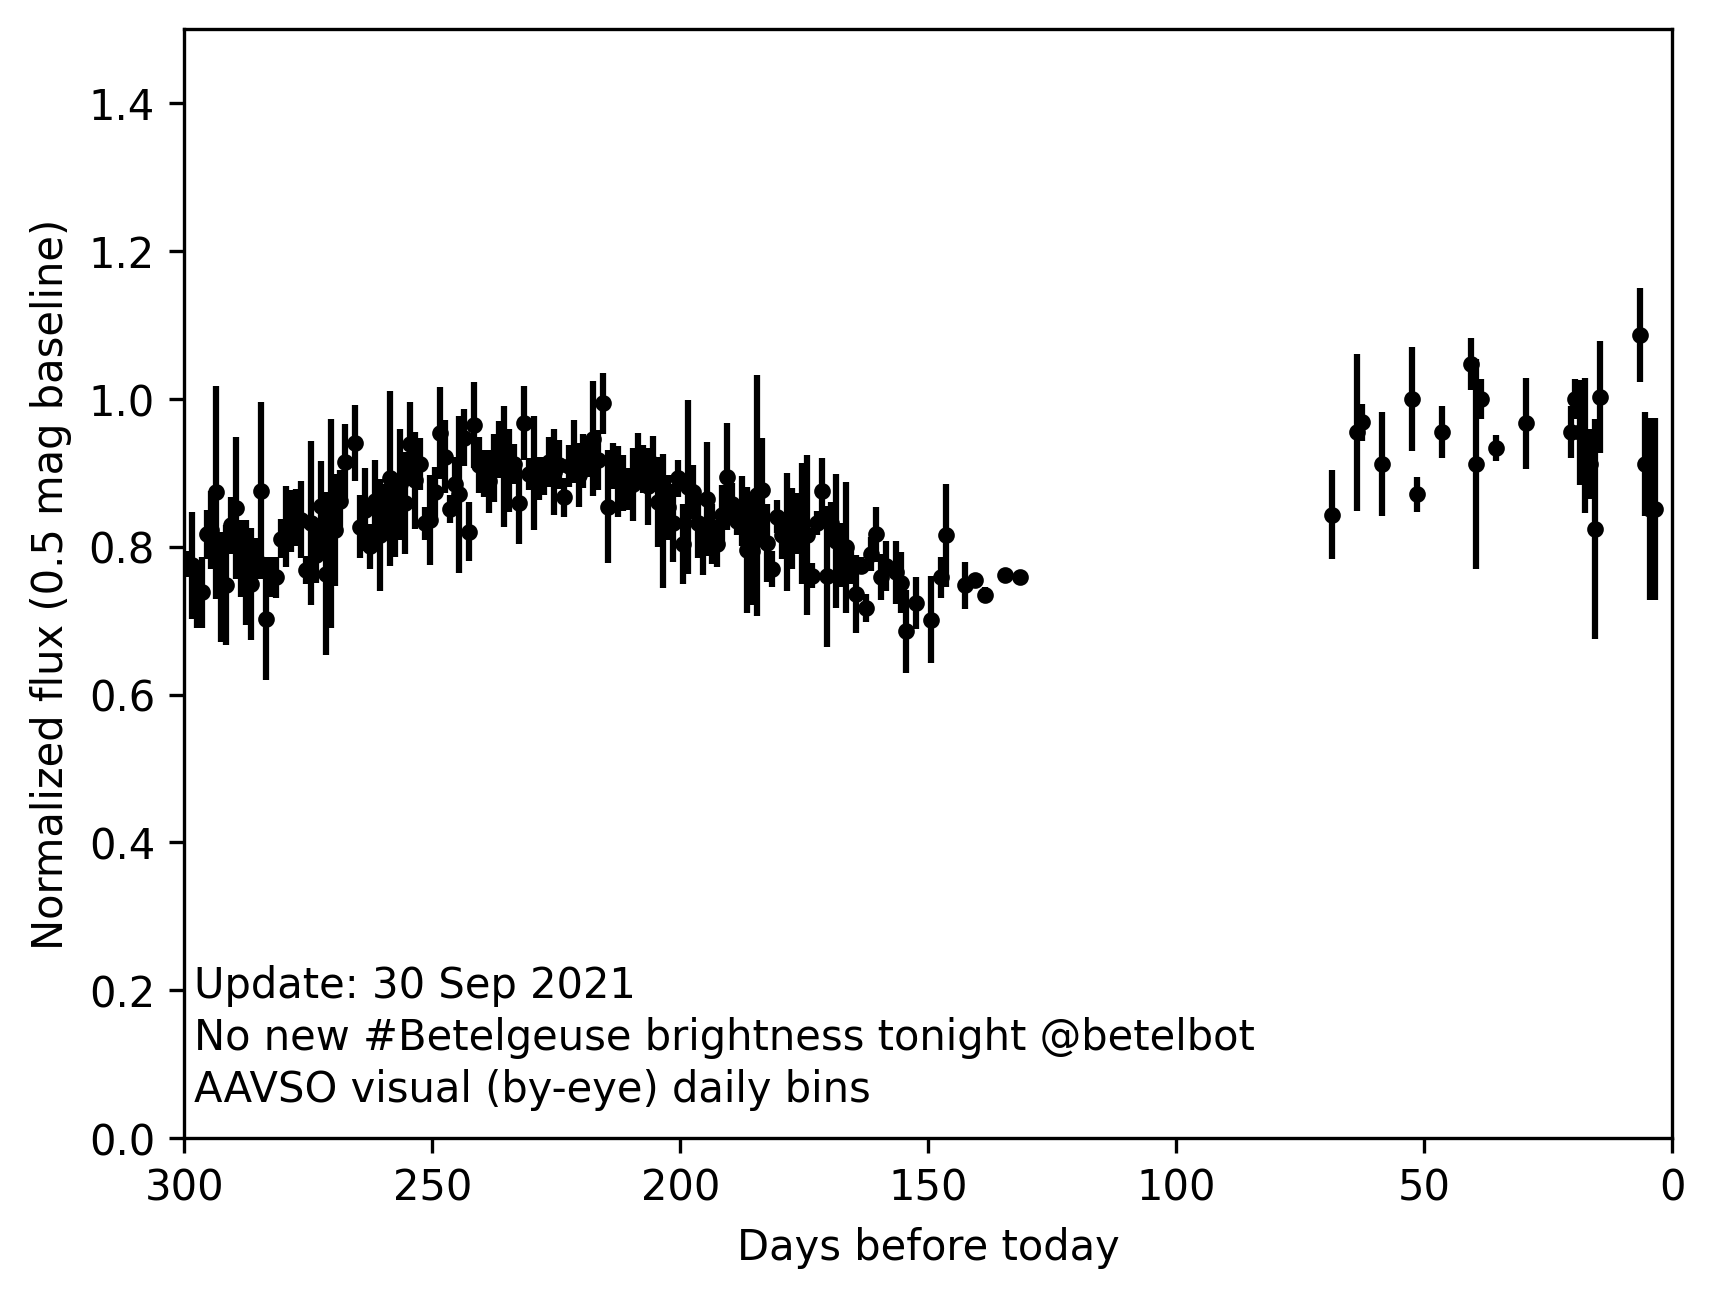 Normalized flux (0.5 mag baseline)
1.4
1.2
1.0
0.8
0.6
0.4
0.2
0.0
Update: 30 Sep 2021
No new #Betelgeuse brightness tonight @betelbot
AAVSO visual (by-eye) daily bins
300 250 200 150 100 50 0
Days before today